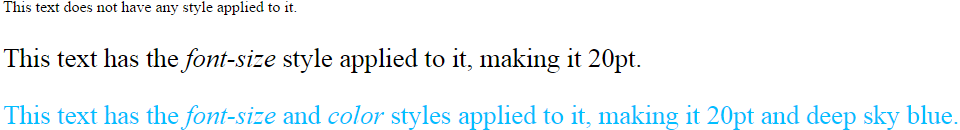 This text does not have any style applied to it.
This text has the font-size style applied to it, making it 20pt.
This text has the font-size and color styles applied to it, making it 20pt and deep sky blue.